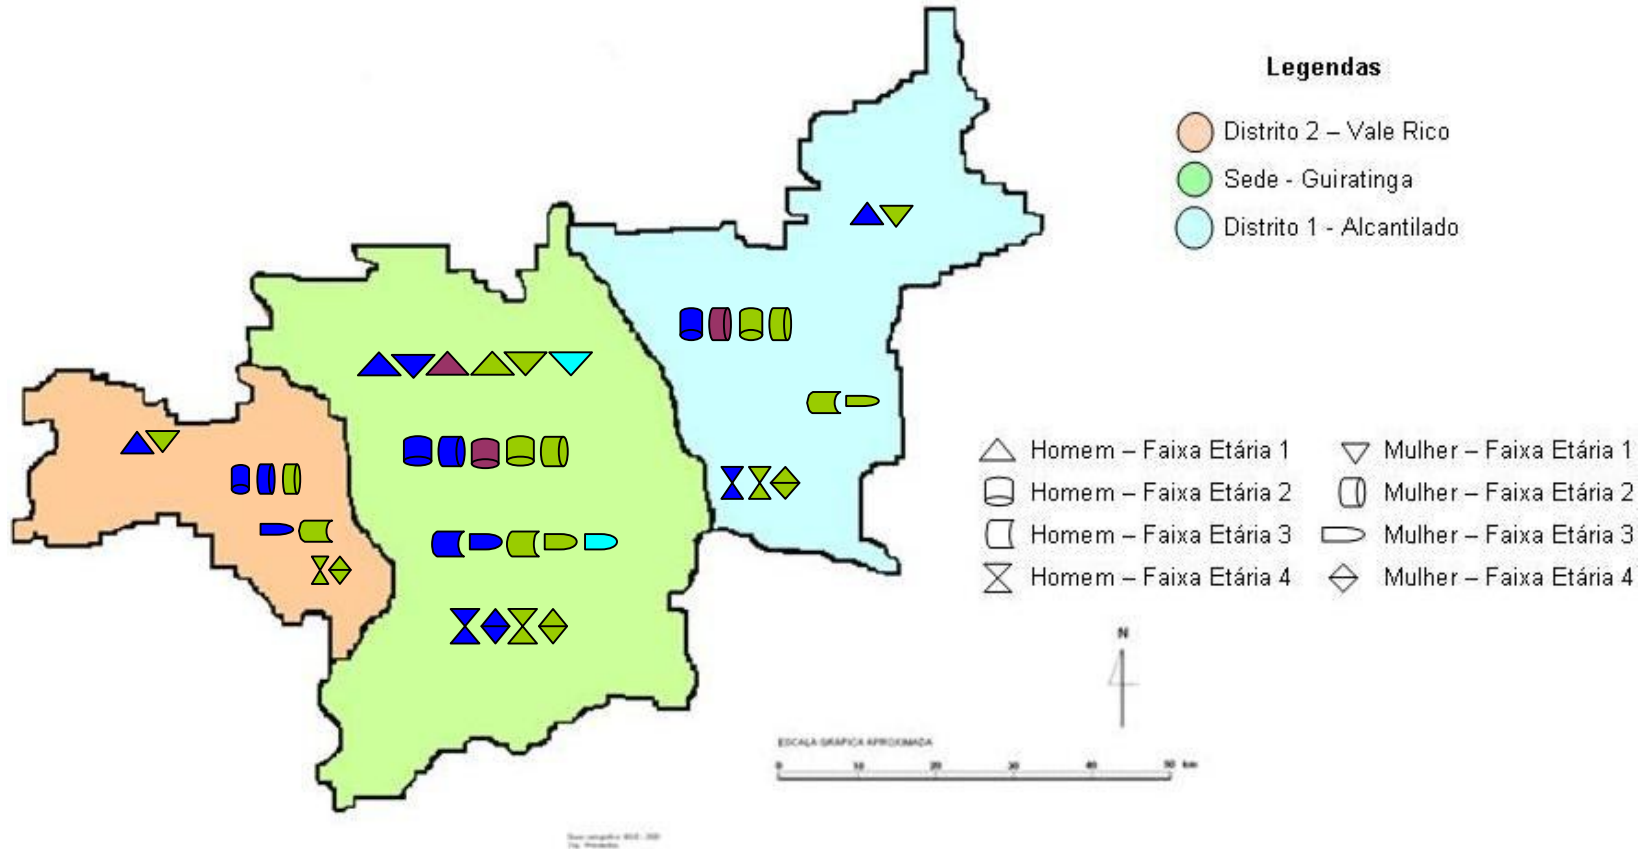 Legendas
Distrito 2 – Vale Rico
Sede - Guiratinga
Distrito 1 - Alcantilado
Homem – Faixa Etária 1
Mulher – Faixa Etária 1
Homem – Faixa Etária 2
Mulher – Faixa Etária 2
Homem – Faixa Etária 3
Mulher – Faixa Etária 3
Homem – Faixa Etária 4
Mulher – Faixa Etária 4
N
ESCALA GRÁFICA APROXIMADA
0 10 20 30 40 50 km